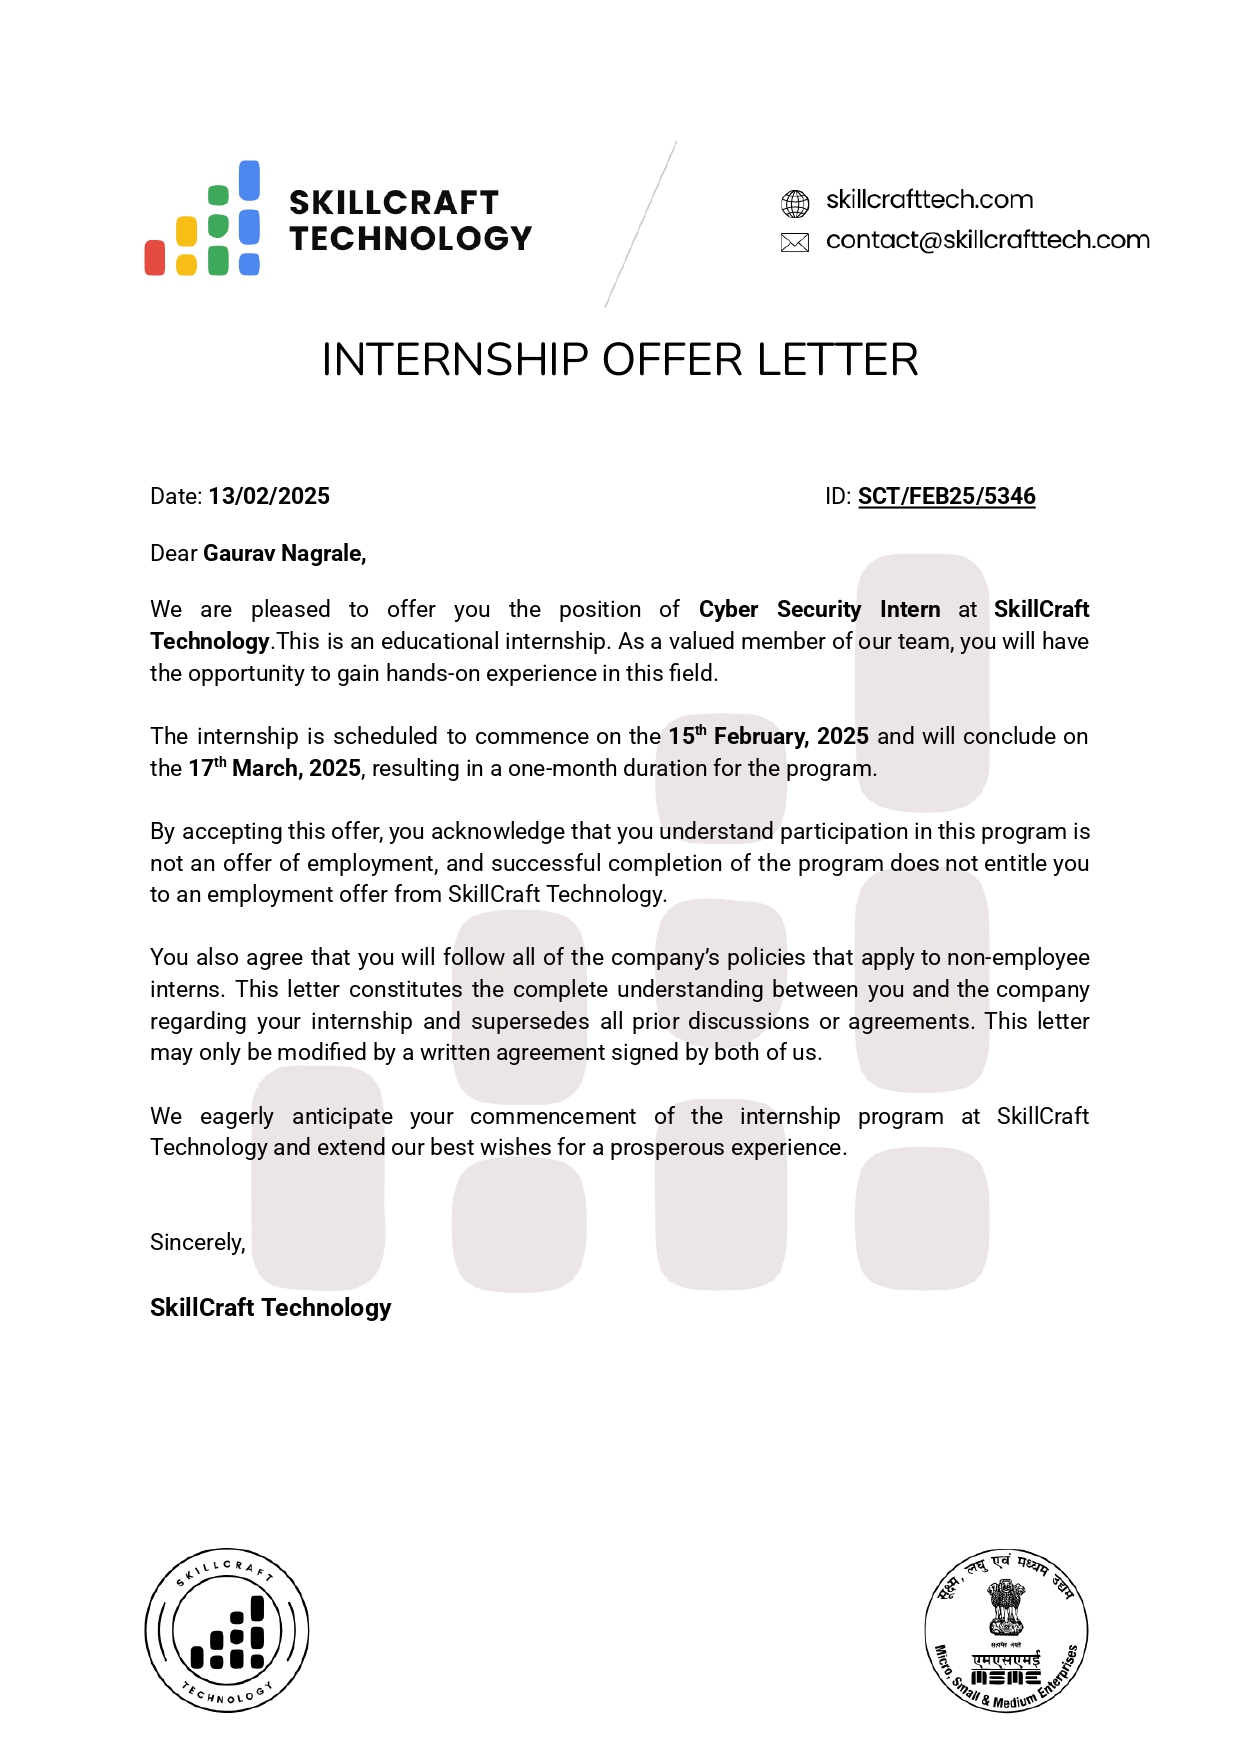 SKILLCRAFT
TECHNOLOGY
skillcrafttech.com
contact@skillcrafttech.com
INTERNSHIP OFFER LETTER
Date: 13/02/2025 ID: SCT/FEB25/5346
Dear Gaurav Nagrale,
We are pleased to offer you the position of Cyber Security Intern at SkillCraft
Technology.This is an educational internship. As a valued member of our team, you will have
the opportunity to gain hands-on experience in this field.
The internship is scheduled to commence on the 15th February, 2025 and will conclude on
the 17th March, 2025, resulting in a one-month duration for the program.
By accepting this offer, you acknowledge that you understand participation in this program is
not an offer of employment, and successful completion of the program does not entitle you
to an employment offer from SkillCraft Technology.
You also agree that you will follow all of the company’s policies that apply to non-employee
interns. This letter constitutes the complete understanding between you and the company
regarding your internship and supersedes all prior discussions or agreements. This letter
may only be modified by a written agreement signed by both of us.
We eagerly anticipate your commencement of the internship program at SkillCraft
Technology and extend our best wishes for a prosperous experience.
Sincerely,
SkillCraft Technology
SKILLCRAFT
TECHNOLOGY
सूक्ष्म, लघु एवं मध्यम उद्यम
सत्यमेव जयते
एमएसएमई
MSME
Micro, Small & Medium Enterprises